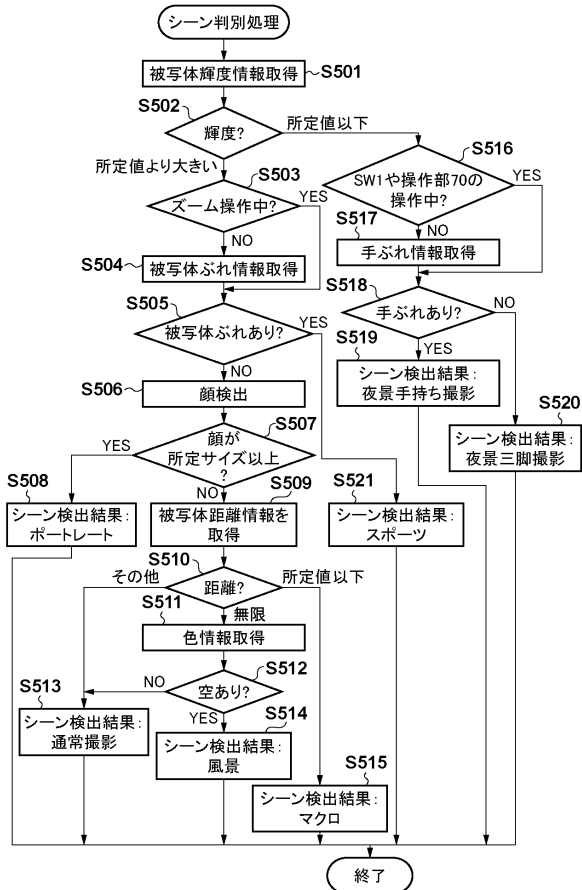 シーン判別処理
被写体輝度情報取得
S501
S502
輝度?
所定値以下
所定値より大きい
S503
ズーム操作中?
YES
NO
S504
被写体ぶれ情報取得
S505
被写体ぶれあり?
YES
NO
S506
顔検出
S507
顔が
所定サイズ以上
?
YES
NO
S508
シーン検出結果:
ポートレート
S509
被写体距離情報を
取得
S510
距離?
その他
所定値以下
無限
S511
色情報取得
S512
空あり?
NO
YES
S513
シーン検出結果:
通常撮影
S514
シーン検出結果:
風景
S515
シーン検出結果:
マクロ
S516
SW1や操作部70の
操作中?
YES
NO
S517
手ぶれ情報取得
S518
手ぶれあり?
NO
YES
S519
シーン検出結果:
夜景手持ち撮影
S520
シーン検出結果:
夜景三脚撮影
S521
シーン検出結果:
スポーツ
終了